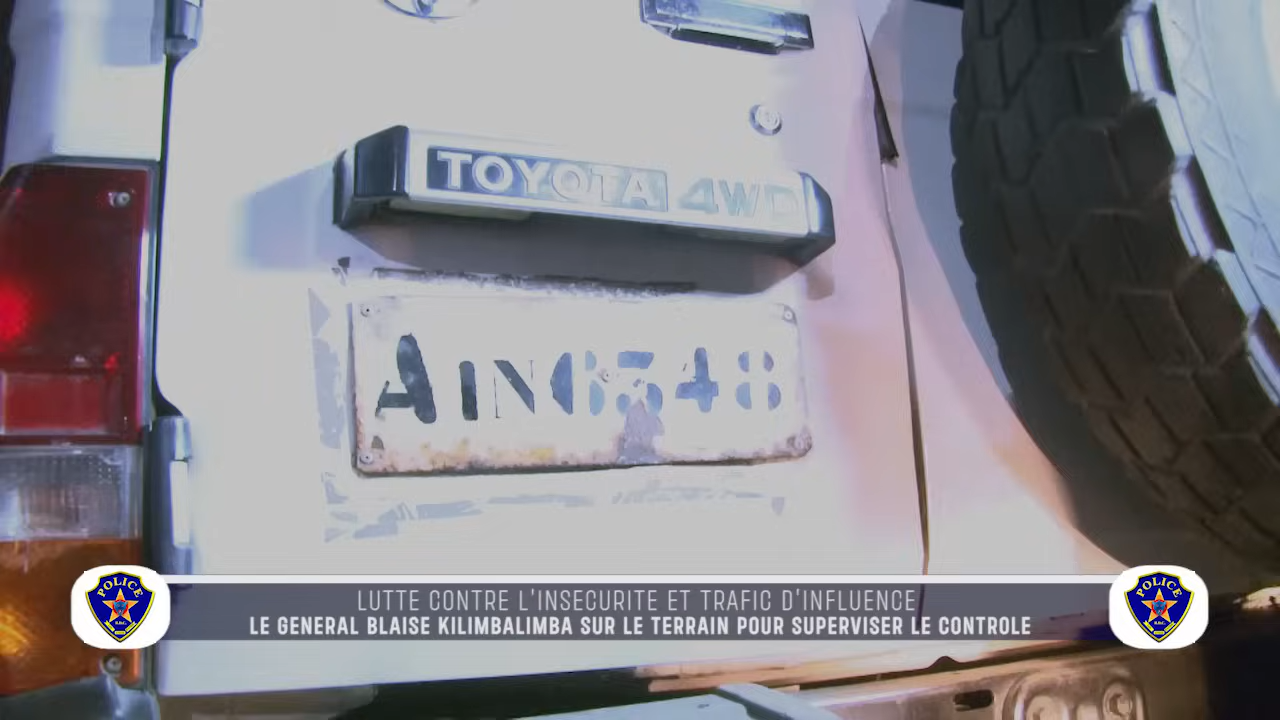 TOYOTA 4WD
A1N6548
LUTTE CONTRE L'INSECURITE ET TRAFIC D'INFLUENCE
LE GENERAL BLAISE KILIMBALIMBA SUR LE TERRAIN POUR SUPERVISER LE CONTROLE
POLICE
R.D.C.
POLICE
R.D.C.